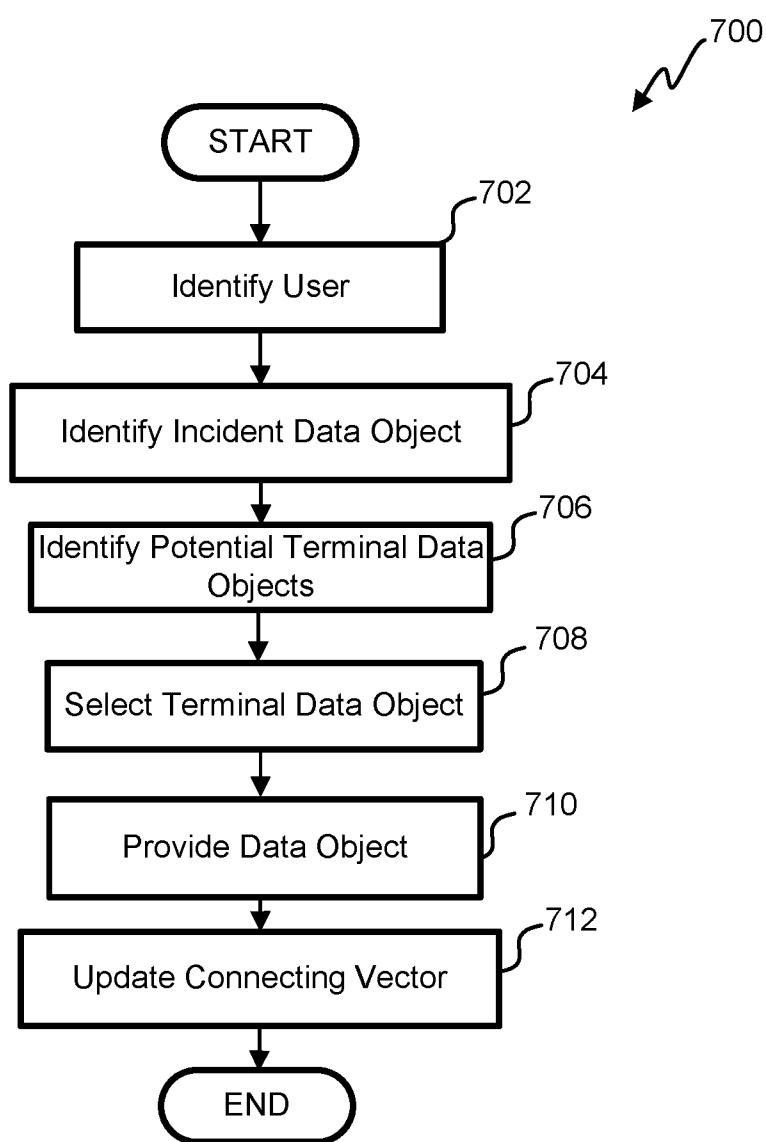 700
START
702
Identify User
704
Identify Incident Data Object
706
Identify Potential Terminal Data
Objects
708
Select Terminal Data Object
710
Provide Data Object
712
Update Connecting Vector
END